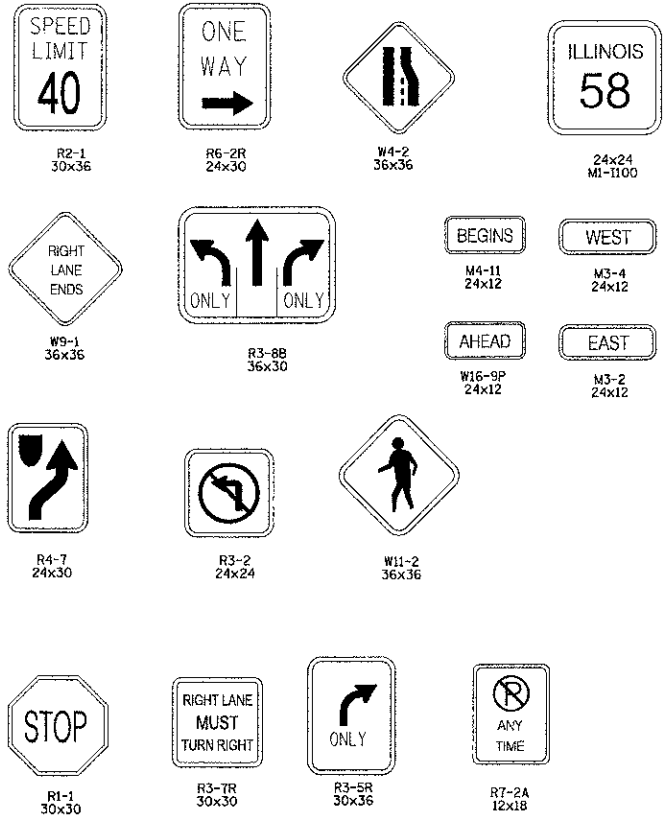 SPEED
LIMIT
40
R2-1
30x36
ONE
WAY
R6-2R
24x30
W4-2
36x36
ILLINOIS
58
24x24
M1-I100
RIGHT
LANE
ENDS
W9-1
36x36
ONLY ONLY
R3-8B
36x30
BEGINS
M4-11
24x12
WEST
M3-4
24x12
AHEAD
W16-9P
24x12
EAST
M3-2
24x12
R4-7
24x30
R3-2
24x24
W11-2
36x36
STOP
R1-1
30x30
RIGHT LANE
MUST
TURN RIGHT
R3-7R
30x30
ONLY
R3-5R
30x36
P
ANY
TIME
R7-2A
12x18